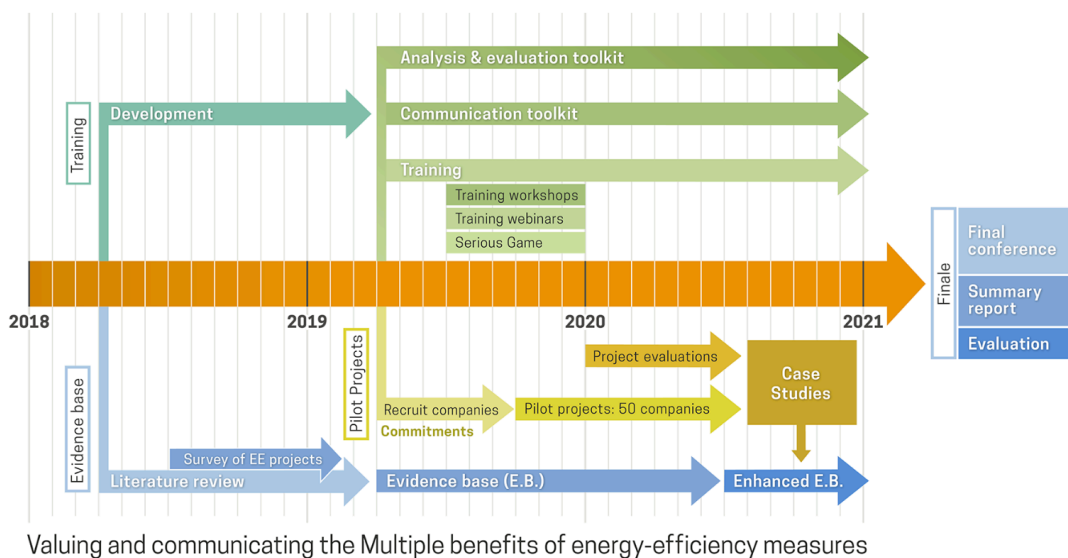 Analysis & evaluation toolkit
Development
Communication toolkit
Training
Training
Training workshops
Training webinars
Serious Game
Final
conference
Finale
Summary
report
Evaluation
2018
2019
2020
2021
Pilot Projects
Project evaluations
Case
Studies
Recruit companies
Pilot projects: 50 companies
Commitments
Evidence base
Survey of EE projects
Literature review
Evidence base (E.B.)
Enhanced E.B.
Valuing and communicating the Multiple benefits of energy-efficiency measures